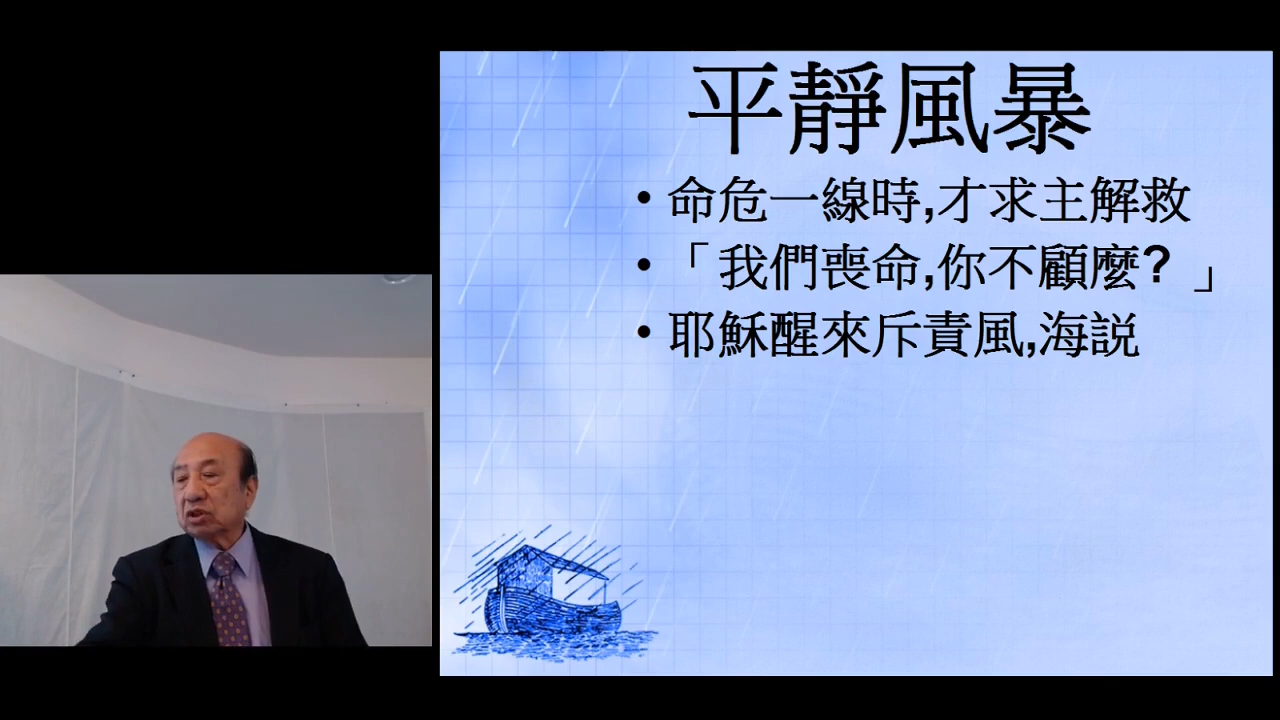 平靜風暴
• 命危一線時,才求主解救
• 「我們喪命,你不顧麼? 」
• 耶穌醒來斥責風,海説